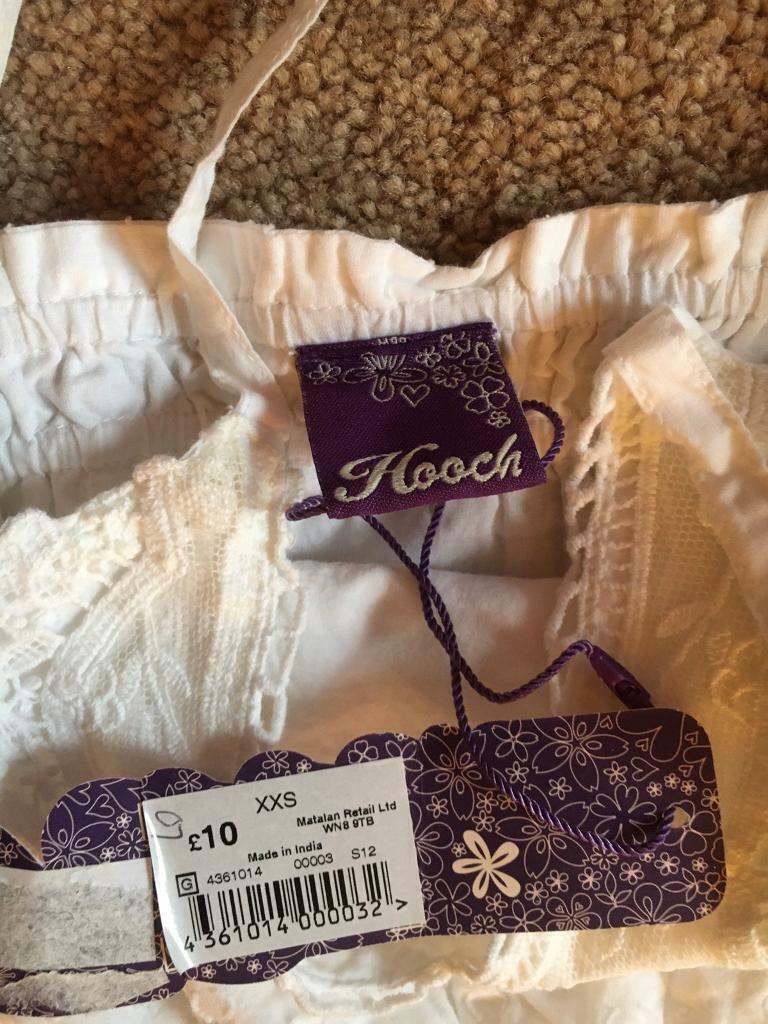 Hooch
XXS
£10
Matalan Retail Ltd
WN8 9TB
Made in India
G 4361014 00003 S12
4 361014 000032 >